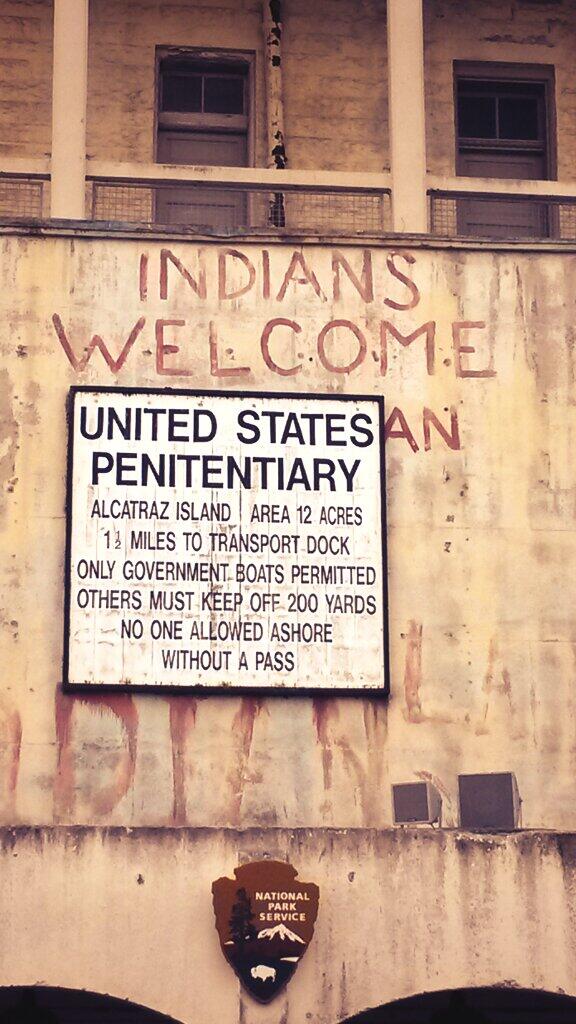 INDIANS
WELCOME
UNITED STATES
PENITENTIARY
ALCATRAZ ISLAND AREA 12 ACRES
1½ MILES TO TRANSPORT DOCK
ONLY GOVERNMENT BOATS PERMITTED
OTHERS MUST KEEP OFF 200 YARDS
NO ONE ALLOWED ASHORE
WITHOUT A PASS
AN
NATIONAL
PARK
SERVICE